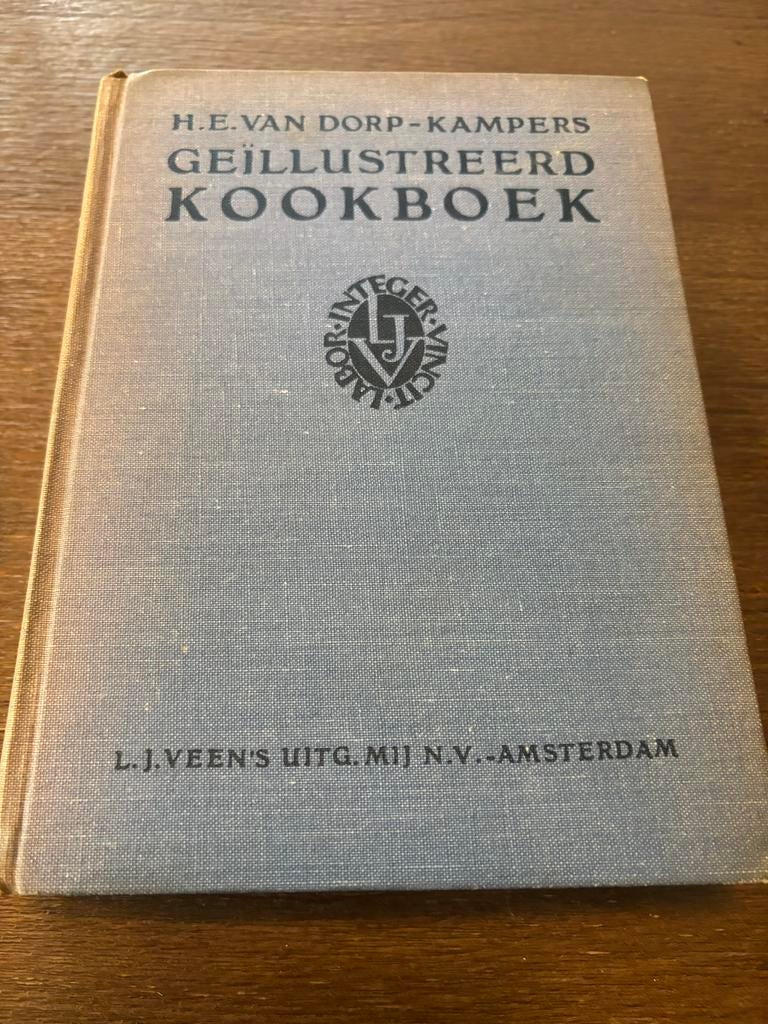 H.E. VAN DORP-KAMPERS
GEÏLLUSTREERD
KOOKBOEK
LABOR · INTEGER · VINCIT ·
LJV
L.J. VEEN'S UITG. MIJ N.V.-AMSTERDAM